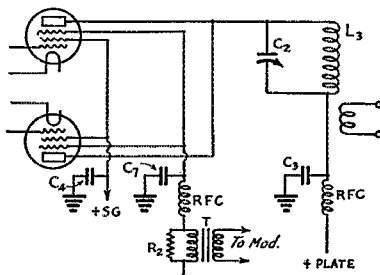 L3
C2
C4
C7
C3
RFC
RFC
+SG
T
R2
To Mod.
+ PLATE